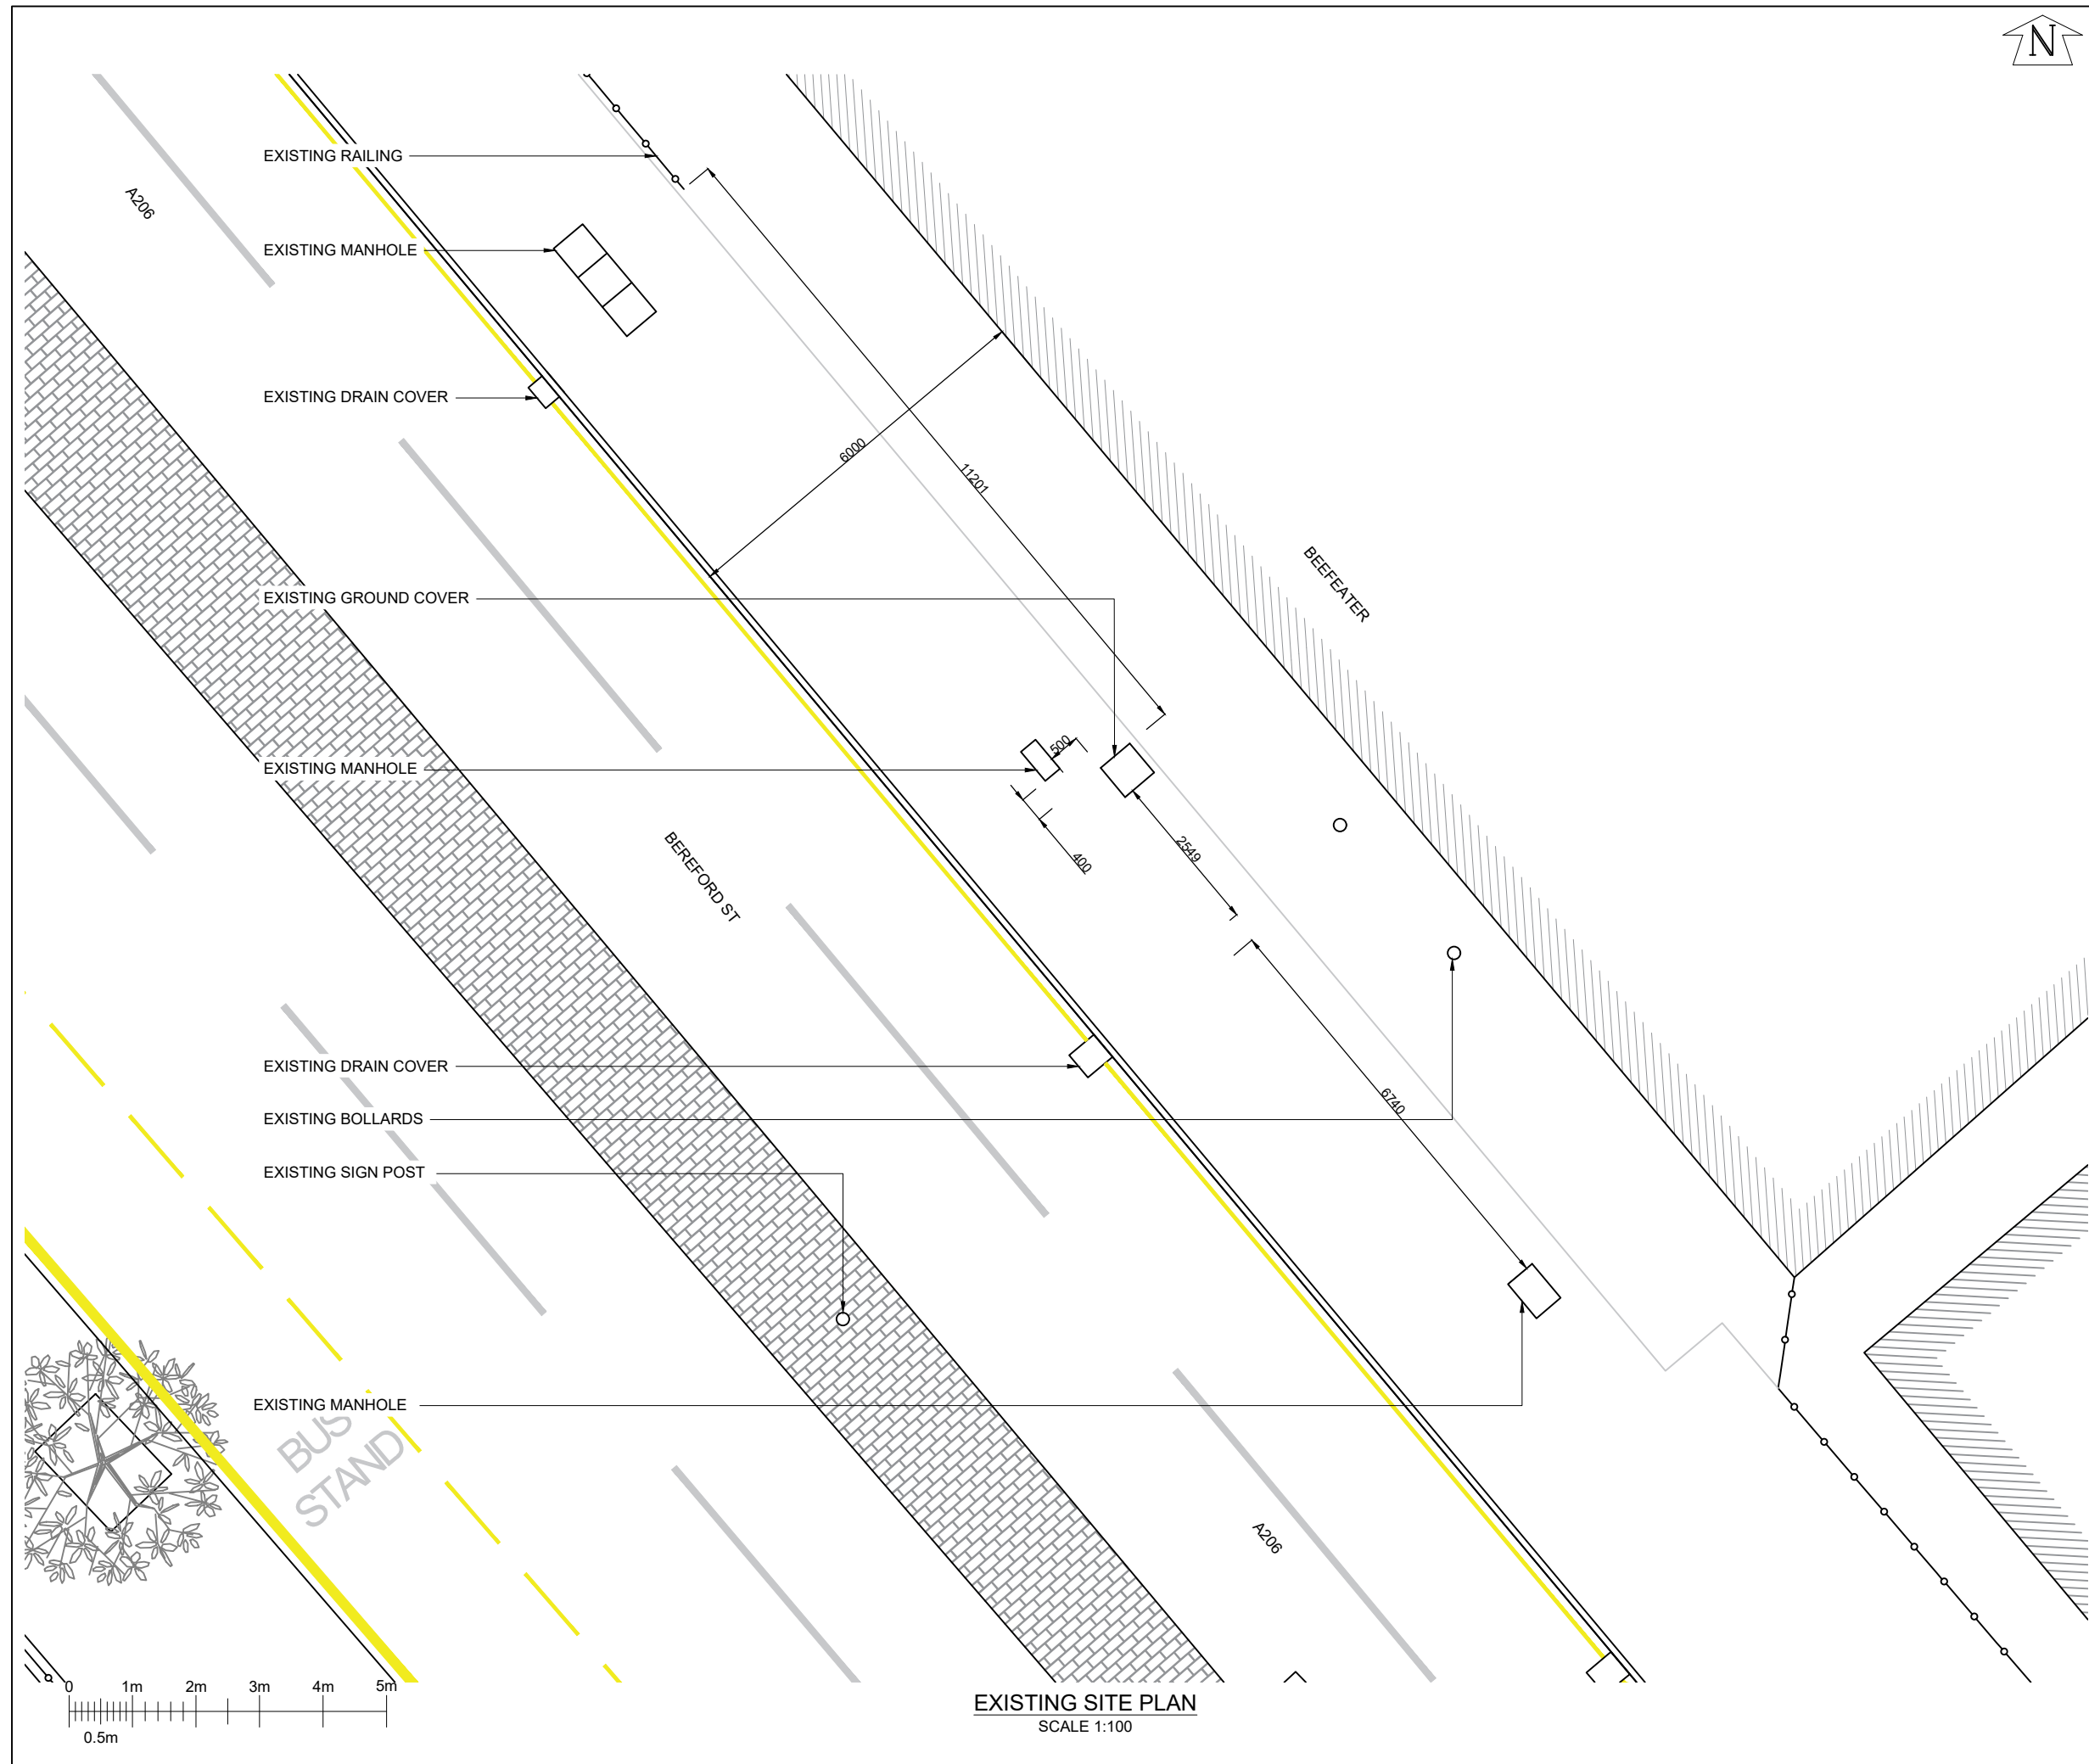 N
EXISTING RAILING
A206
EXISTING MANHOLE
EXISTING DRAIN COVER
6000
11201
BEEFEATER
EXISTING GROUND COVER
500
EXISTING MANHOLE
2549
400
BEREFORD ST
EXISTING DRAIN COVER
6740
EXISTING BOLLARDS
EXISTING SIGN POST
EXISTING MANHOLE
BUS
STAND
A206
0 1m 2m 3m 4m 5m
0.5m
EXISTING SITE PLAN
SCALE 1:100